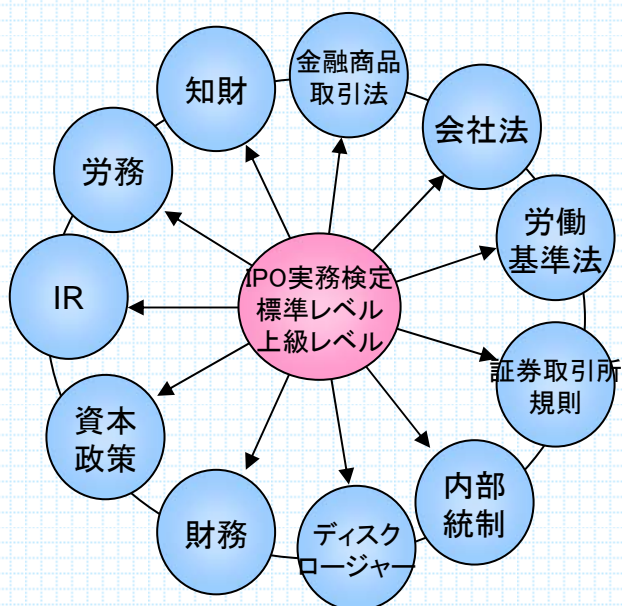 金融商品
取引法
知財
会社法
労務
労働
基準法
IR
IPO実務検定
標準レベル
上級レベル
証券取引所
規則
資本
政策
内部
統制
財務
ディスク
ロージャー